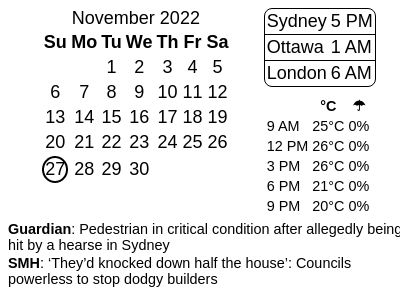 November 2022
Su Mo Tu We Th Fr Sa
1 2 3 4 5
6 7 8 9 10 11 12
13 14 15 16 17 18 19
20 21 22 23 24 25 26
27 28 29 30
Sydney 5 PM
Ottawa 1 AM
London 6 AM
°C ☂
9 AM 25°C 0%
12 PM 26°C 0%
3 PM 26°C 0%
6 PM 21°C 0%
9 PM 20°C 0%
Guardian: Pedestrian in critical condition after allegedly being
hit by a hearse in Sydney
SMH: ‘They’d knocked down half the house’: Councils
powerless to stop dodgy builders